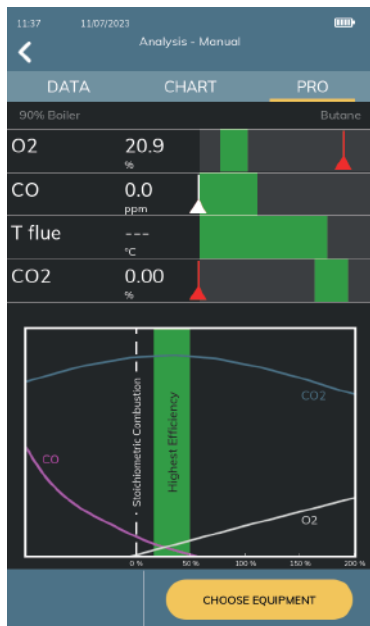 11:37 11/07/2023
Analysis - Manual
DATA CHART PRO
90% Boiler Butane
O2 20.9
%
CO 0.0
ppm
T flue ---
°C
CO2 0.00
%
CO2
Stoichiometric Combustion
Highest Efficiency
CO
O2
0 % 50 % 100 % 150 % 200 %
CHOOSE EQUIPMENT